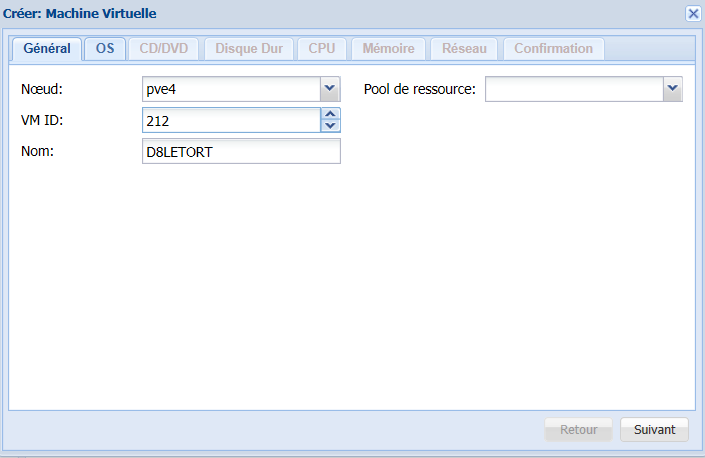 Créer: Machine Virtuelle
Général OS CD/DVD Disque Dur CPU Mémoire Réseau Confirmation
Nœud: pve4 Pool de ressource:
VM ID: 212
Nom: D8LETORT
Retour Suivant